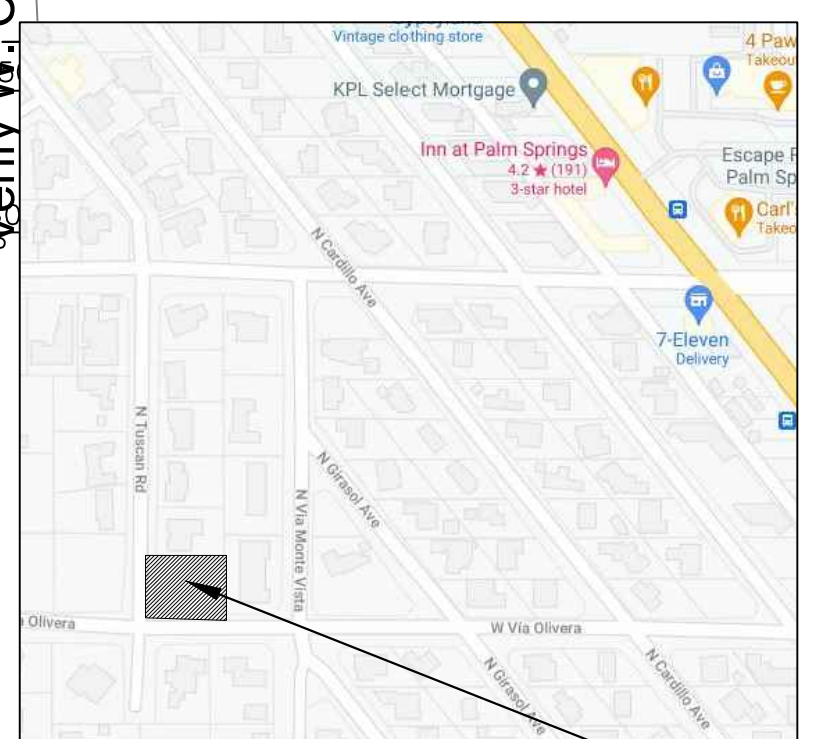 Vintage clothing store
4 Paw
Takeou
KPL Select Mortgage
Inn at Palm Springs
4.2 ★ (191)
3-star hotel
Escape
Palm Sp
Carl's
Takeo
N Cardillo Ave
7-Eleven
Delivery
N Tuscan Rd
N Girasol Ave
N Via Monte Vista
Olivera
W Vía Olivera
N Girasol Ave
N Cardillo Ave